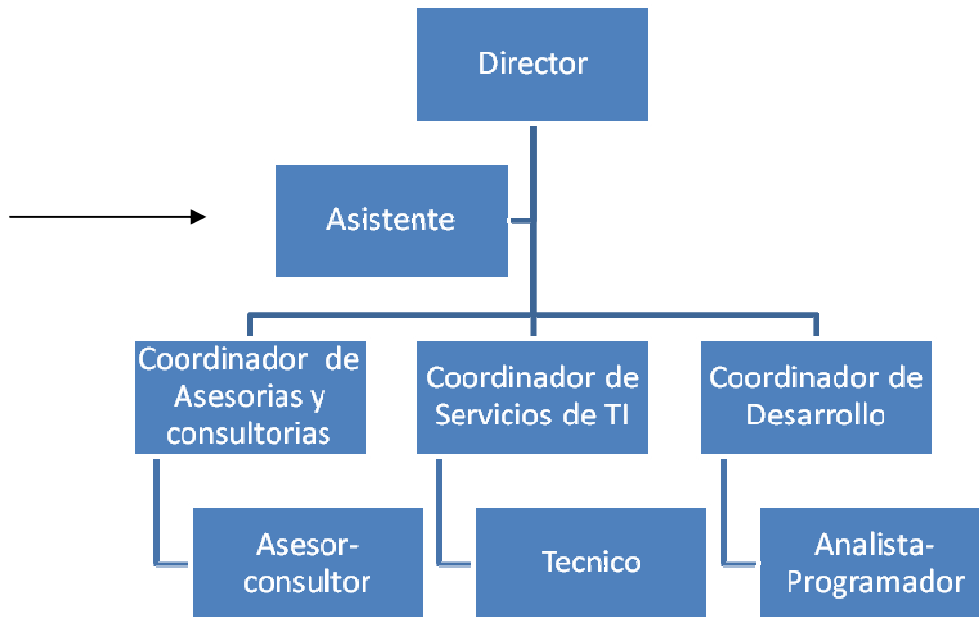 Director
Asistente
Coordinador de
Asesorias y
consultorias
Coordinador de
Servicios de TI
Coordinador de
Desarrollo
Asesor-
consultor
Tecnico
Analista-
Programador